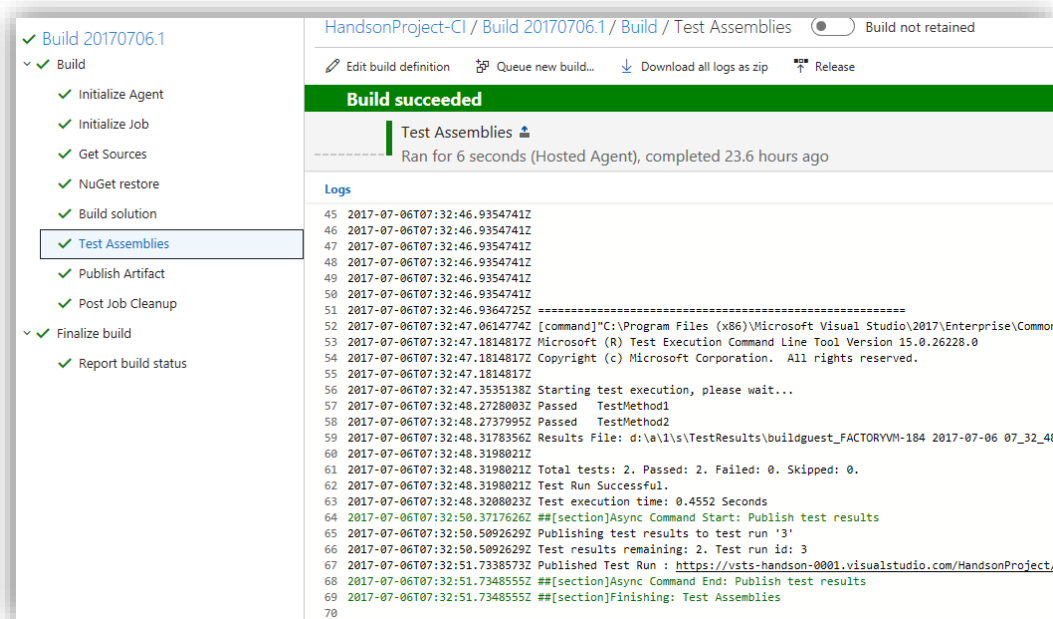 Build 20170706.1
Build
Initialize Agent
Initialize Job
Get Sources
NuGet restore
Build solution
Test Assemblies
Publish Artifact
Post Job Cleanup
Finalize build
Report build status
HandsonProject-CI / Build 20170706.1 / Build / Test Assemblies Build not retained
Edit build definition Queue new build... Download all logs as zip Release
Build succeeded
Test Assemblies
Ran for 6 seconds (Hosted Agent), completed 23.6 hours ago
Logs
45 2017-07-06T07:32:46.9354741Z
46 2017-07-06T07:32:46.9354741Z
47 2017-07-06T07:32:46.9354741Z
48 2017-07-06T07:32:46.9354741Z
49 2017-07-06T07:32:46.9354741Z
50 2017-07-06T07:32:46.9354741Z
51 2017-07-06T07:32:46.9364725Z ========================================================
52 2017-07-06T07:32:47.0614774Z [command]"C:\Program Files (x86)\Microsoft Visual Studio\2017\Enterprise\Common
53 2017-07-06T07:32:47.1814817Z Microsoft (R) Test Execution Command Line Tool Version 15.0.26228.0
54 2017-07-06T07:32:47.1814817Z Copyright (c) Microsoft Corporation. All rights reserved.
55 2017-07-06T07:32:47.1814817Z
56 2017-07-06T07:32:47.3535138Z Starting test execution, please wait...
57 2017-07-06T07:32:48.2728003Z Passed TestMethod1
58 2017-07-06T07:32:48.2737995Z Passed TestMethod2
59 2017-07-06T07:32:48.3178356Z Results File: d:\a\1\s\TestResults\buildguest_FACTORYVM-184 2017-07-06 07_32_48
60 2017-07-06T07:32:48.3198021Z
61 2017-07-06T07:32:48.3198021Z Total tests: 2. Passed: 2. Failed: 0. Skipped: 0.
62 2017-07-06T07:32:48.3198021Z Test Run Successful.
63 2017-07-06T07:32:48.3208023Z Test execution time: 0.4552 Seconds
64 2017-07-06T07:32:50.3717626Z ##[section]Async Command Start: Publish test results
65 2017-07-06T07:32:50.5092629Z Publishing test results to test run '3'
66 2017-07-06T07:32:50.5092629Z Test results remaining: 2. Test run id: 3
67 2017-07-06T07:32:51.7338573Z Published Test Run : https://vsts-handson-0001.visualstudio.com/HandsonProject/
68 2017-07-06T07:32:51.7348555Z ##[section]Async Command End: Publish test results
69 2017-07-06T07:32:51.7348555Z ##[section]Finishing: Test Assemblies
70